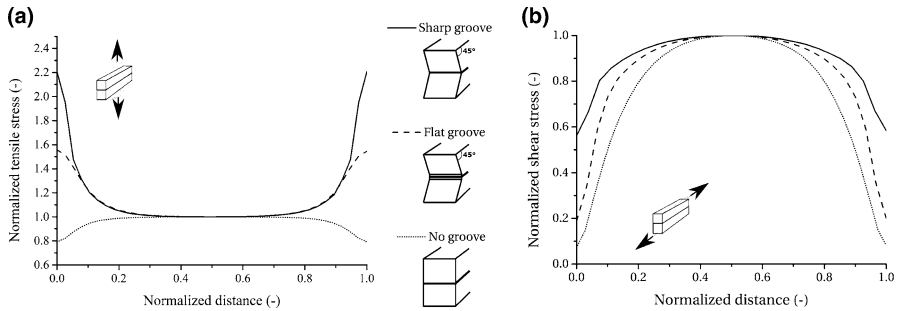 (a)
Normalized tensile stress (-)
2.4
2.2
2.0
1.8
1.6
1.4
1.2
1.0
0.8
0.6
0.0 0.2 0.4 0.6 0.8 1.0
Normalized distance (-)
Sharp groove
45°
Flat groove
45°
No groove
(b)
Normalized shear stress (-)
1.0
0.8
0.6
0.4
0.2
0.0
0.0 0.2 0.4 0.6 0.8 1.0
Normalized distance (-)